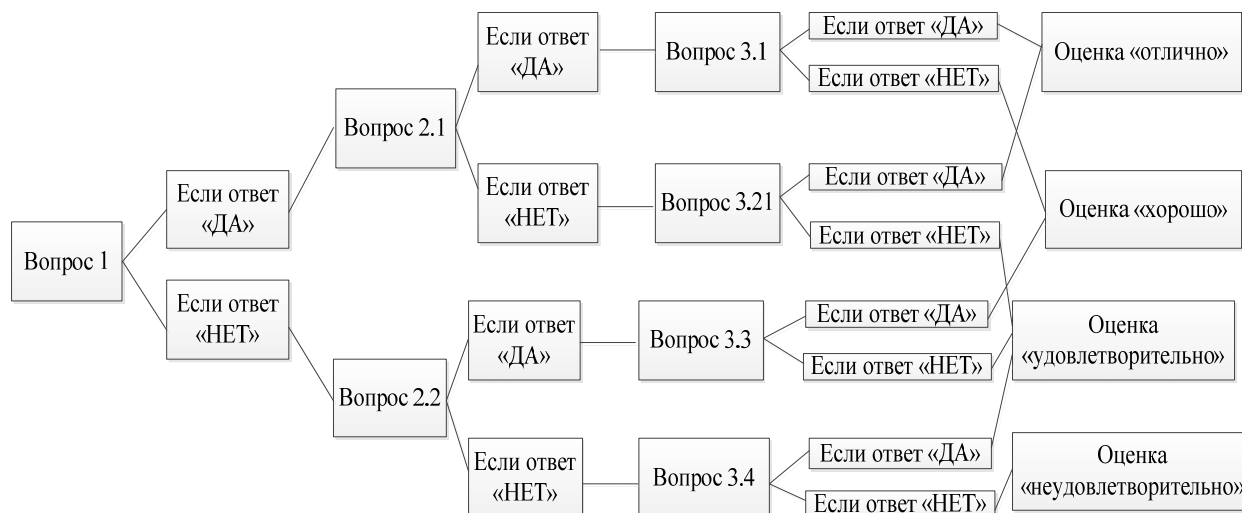 Вопрос 1
Если ответ
«ДА»
Если ответ
«НЕТ»
Вопрос 2.1
Вопрос 2.2
Если ответ
«ДА»
Если ответ
«НЕТ»
Если ответ
«ДА»
Если ответ
«НЕТ»
Вопрос 3.1
Вопрос 3.21
Вопрос 3.3
Вопрос 3.4
Если ответ «ДА»
Если ответ «НЕТ»
Если ответ «ДА»
Если ответ «НЕТ»
Если ответ «ДА»
Если ответ «НЕТ»
Если ответ «ДА»
Если ответ «НЕТ»
Оценка «отлично»
Оценка «хорошо»
Оценка
«удовлетворительно»
Оценка
«неудовлетворительно»